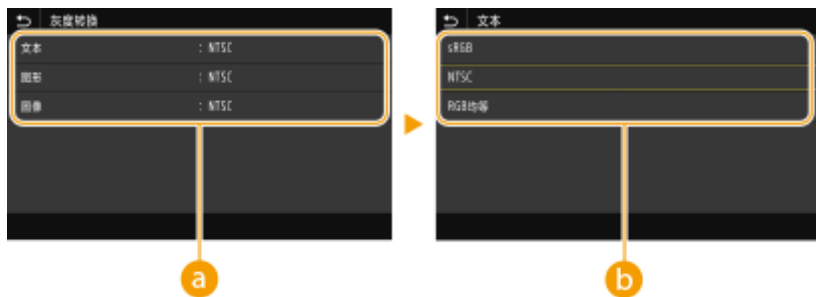 灰度转换
文本 : NTSC
图形 : NTSC
图像 : NTSC
a
文本
sRGB
NTSC
RGB均等
b